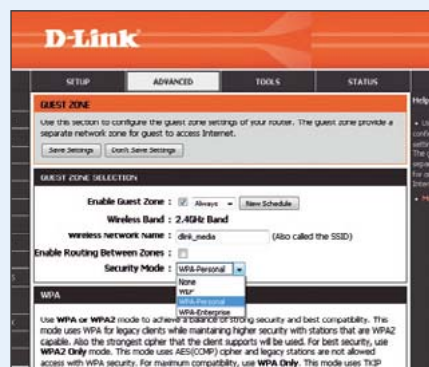 D-Link
SETUP ADVANCED TOOLS STATUS
GUEST ZONE
Use this section to configure the guest zone settings of your router. The guest zone provide a
separate network zone for guest to access Internet.
Save Settings Don't Save Settings
GUEST ZONE SELECTION
Enable Guest Zone : Always New Schedule
Wireless Band : 2.4GHz Band
Wireless Network Name : dlink_media (Also called the SSID)
Enable Routing Between Zones :
Security Mode : WPA-Personal
None
WEP
WPA-Personal
WPA-Enterprise
WPA
Use WPA or WPA2 mode to achieve a balance of strong security and best compatibility. This
mode uses WPA for legacy clients while maintaining higher security with stations that are WPA2
capable. Also the strongest cipher that the client supports will be used. For best security, use
WPA2 Only mode. This mode uses AES(CCMP) cipher and legacy stations are not allowed
access with WPA security. For maximum compatibility, use WPA Only. This mode uses TKIP
Help